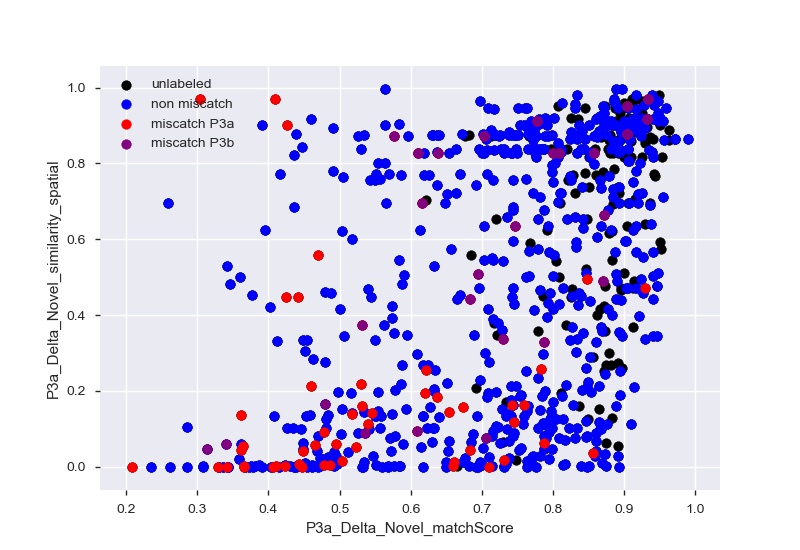 1.0
0.8
0.6
0.4
0.2
0.0
P3a_Delta_Novel_similarity_spatial
unlabeled
non miscatch
miscatch P3a
miscatch P3b
0.2 0.3 0.4 0.5 0.6 0.7 0.8 0.9 1.0
P3a_Delta_Novel_matchScore